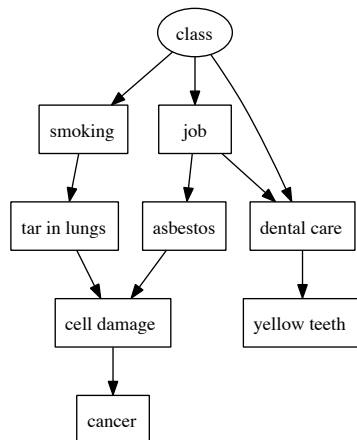 class
smoking
job
tar in lungs
asbestos
dental care
cell damage
yellow teeth
cancer